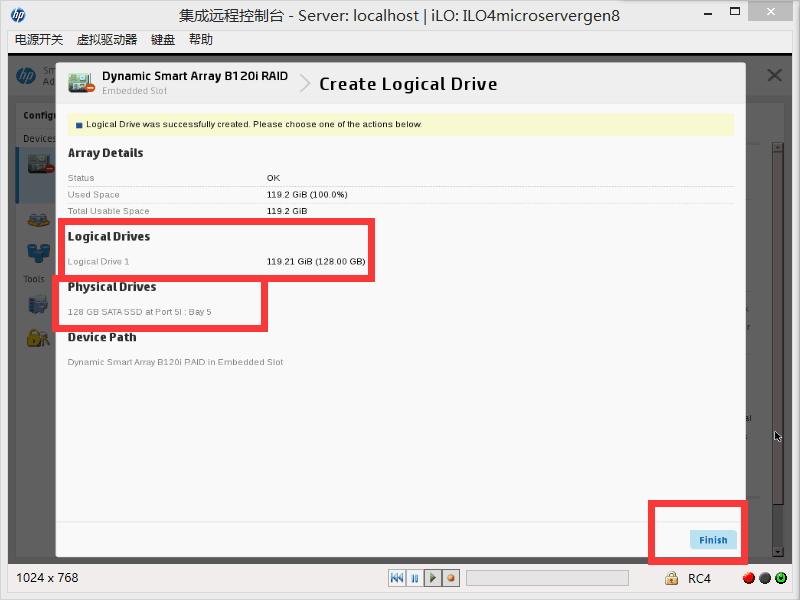 hp
集成远程控制台 - Server: localhost | iLO: ILO4microservergen8
电源开关 虚拟驱动器 键盘 帮助
hp
Sm
Ad
Dynamic Smart Array B120i RAID
Embedded Slot
Create Logical Drive
Configu
Devices
Logical Drive was successfully created. Please choose one of the actions below.
Array Details
Status OK
Used Space 119.2 GiB (100.0%)
Total Usable Space 119.2 GiB
Logical Drives
Logical Drive 1 119.21 GiB (128.00 GB)
Tools
Physical Drives
128 GB SATA SSD at Port 5I : Bay 5
Device Path
Dynamic Smart Array B120i RAID in Embedded Slot
Finish
1024 x 768
RC4